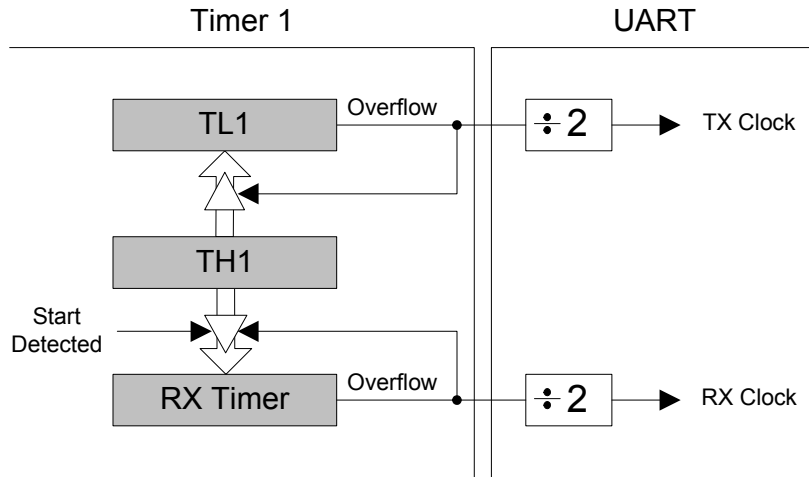 Timer 1
UART
TL1
Overflow
÷ 2
TX Clock
TH1
Start
Detected
RX Timer
Overflow
÷ 2
RX Clock